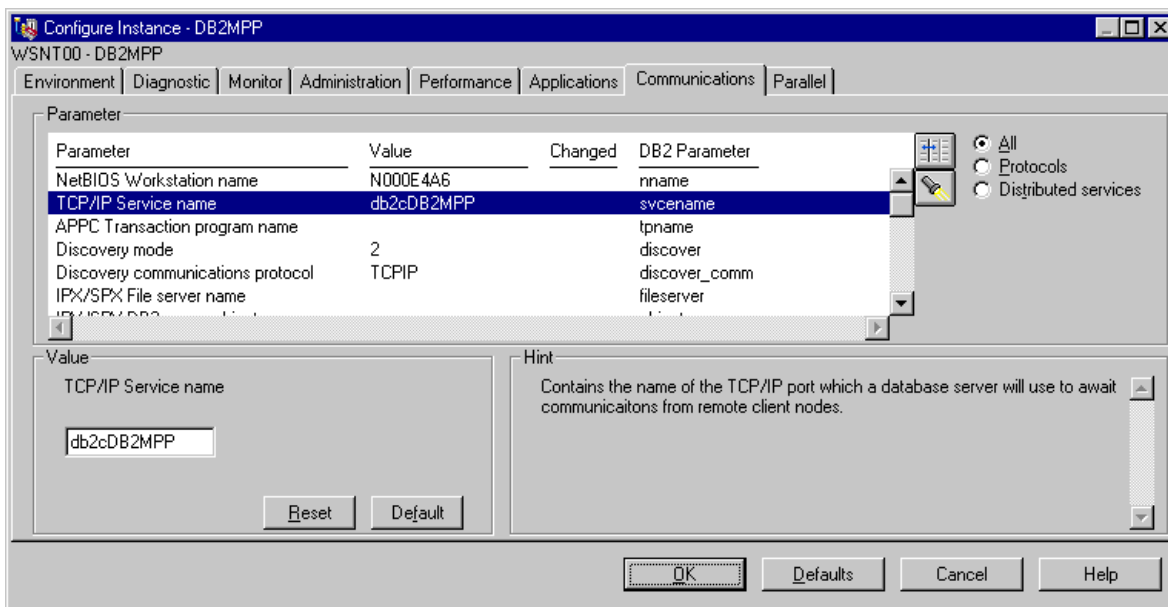 Configure Instance - DB2MPP
WSNT00 - DB2MPP
Environment Diagnostic Monitor Administration Performance Applications Communications Parallel
Parameter
Parameter Value Changed DB2 Parameter
NetBIOS Workstation name N000E4A6 nname
TCP/IP Service name db2cDB2MPP svcename
APPC Transaction program name tpname
Discovery mode 2 discover
Discovery communications protocol TCPIP discover_comm
IPX/SPX File server name fileserver
All
Protocols
Distributed services
Value
TCP/IP Service name
db2cDB2MPP
Reset Default
Hint
Contains the name of the TCP/IP port which a database server will use to await
communicaitons from remote client nodes.
OK Defaults Cancel Help